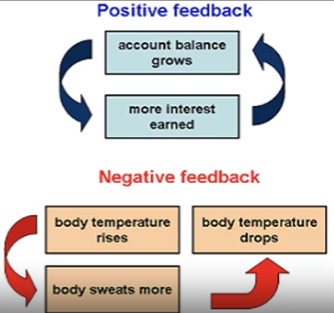 Positive feedback
account balance
grows
more interest
earned
Negative feedback
body temperature
rises
body temperature
drops
body sweats more